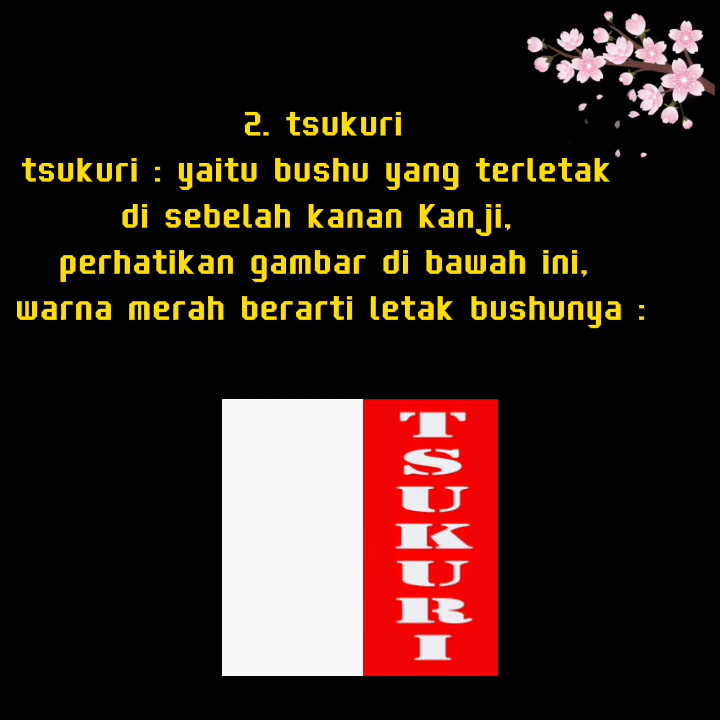 2. tsukuri
tsukuri : yaitu bushu yang terletak
di sebelah kanan Kanji,
perhatikan gambar di bawah ini,
warna merah berarti letak bushunya :
TSUKURI